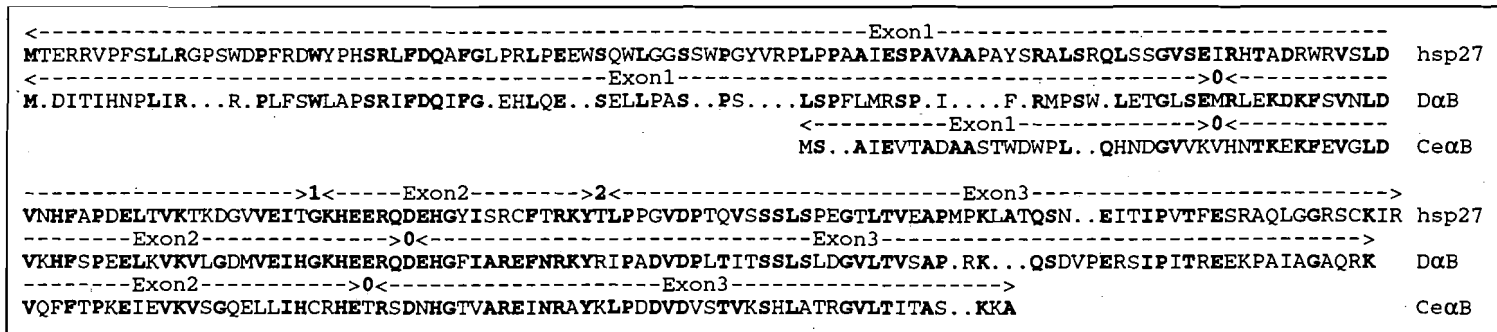 <---Exon1---
MTERRVPFSLLRGPSWDPFRDWYPHSRLFDQAFGLPRLPEEWSQWLGGSSWPGYVRPLPPAAIESPAVAAPAYSRALSRQLSSGVSEIRHTADRWRVSLD hsp27
<---Exon1--->0<---
M.DITIHNPLIR...R.PLFSWLAPSRIFDQIFG.EHLQE..SELLPAS..PS....LSPFLMRSP.I....F.RMPSW.LETGLSEMRLEKDKFSVNLD DαB
<----------Exon1------------->0<------------
MS..AIEVTADAASTWDWPL..QHNDGVVKVHNTKEKFEVGLD CeαB
---------------------->1<-----Exon2-------->2<---Exon3--->
VNHFAPDELTVKTKDGVVEITGKHEERQDEHGYISRCFTRKYTLPPGVDPTQVSSSLSPEGTLTVEAPMPKLATQSN..EITIPVTFESRAQLGGRSCKIR hsp27
--------Exon2-------------->0<---Exon3--->
VKHFSPEELKVKVLGDMVEIHGKHEERQDEHGFIAREFNRKYRIPADVDPLTITSSLSLDGVLTVSAP.RK...QSDVPERSIPITREEKPAIAGAQRK DαB
--------Exon2----------->0<---Exon3--->
VQFFTPKEIEVKVSGQELLIHCRHETRSDNHGTVAREINRAYKLPDDVDVSTVKSHLATRGVLTITAS..KKA CeαB